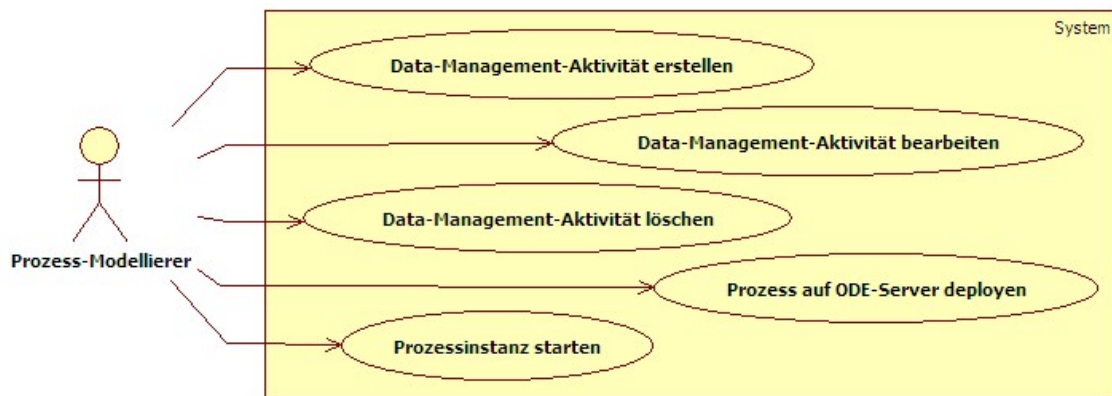 System
Data-Management-Aktivität erstellen
Data-Management-Aktivität bearbeiten
Data-Management-Aktivität löschen
Prozess-Modellierer
Prozess auf ODE-Server deployen
Prozessinstanz starten